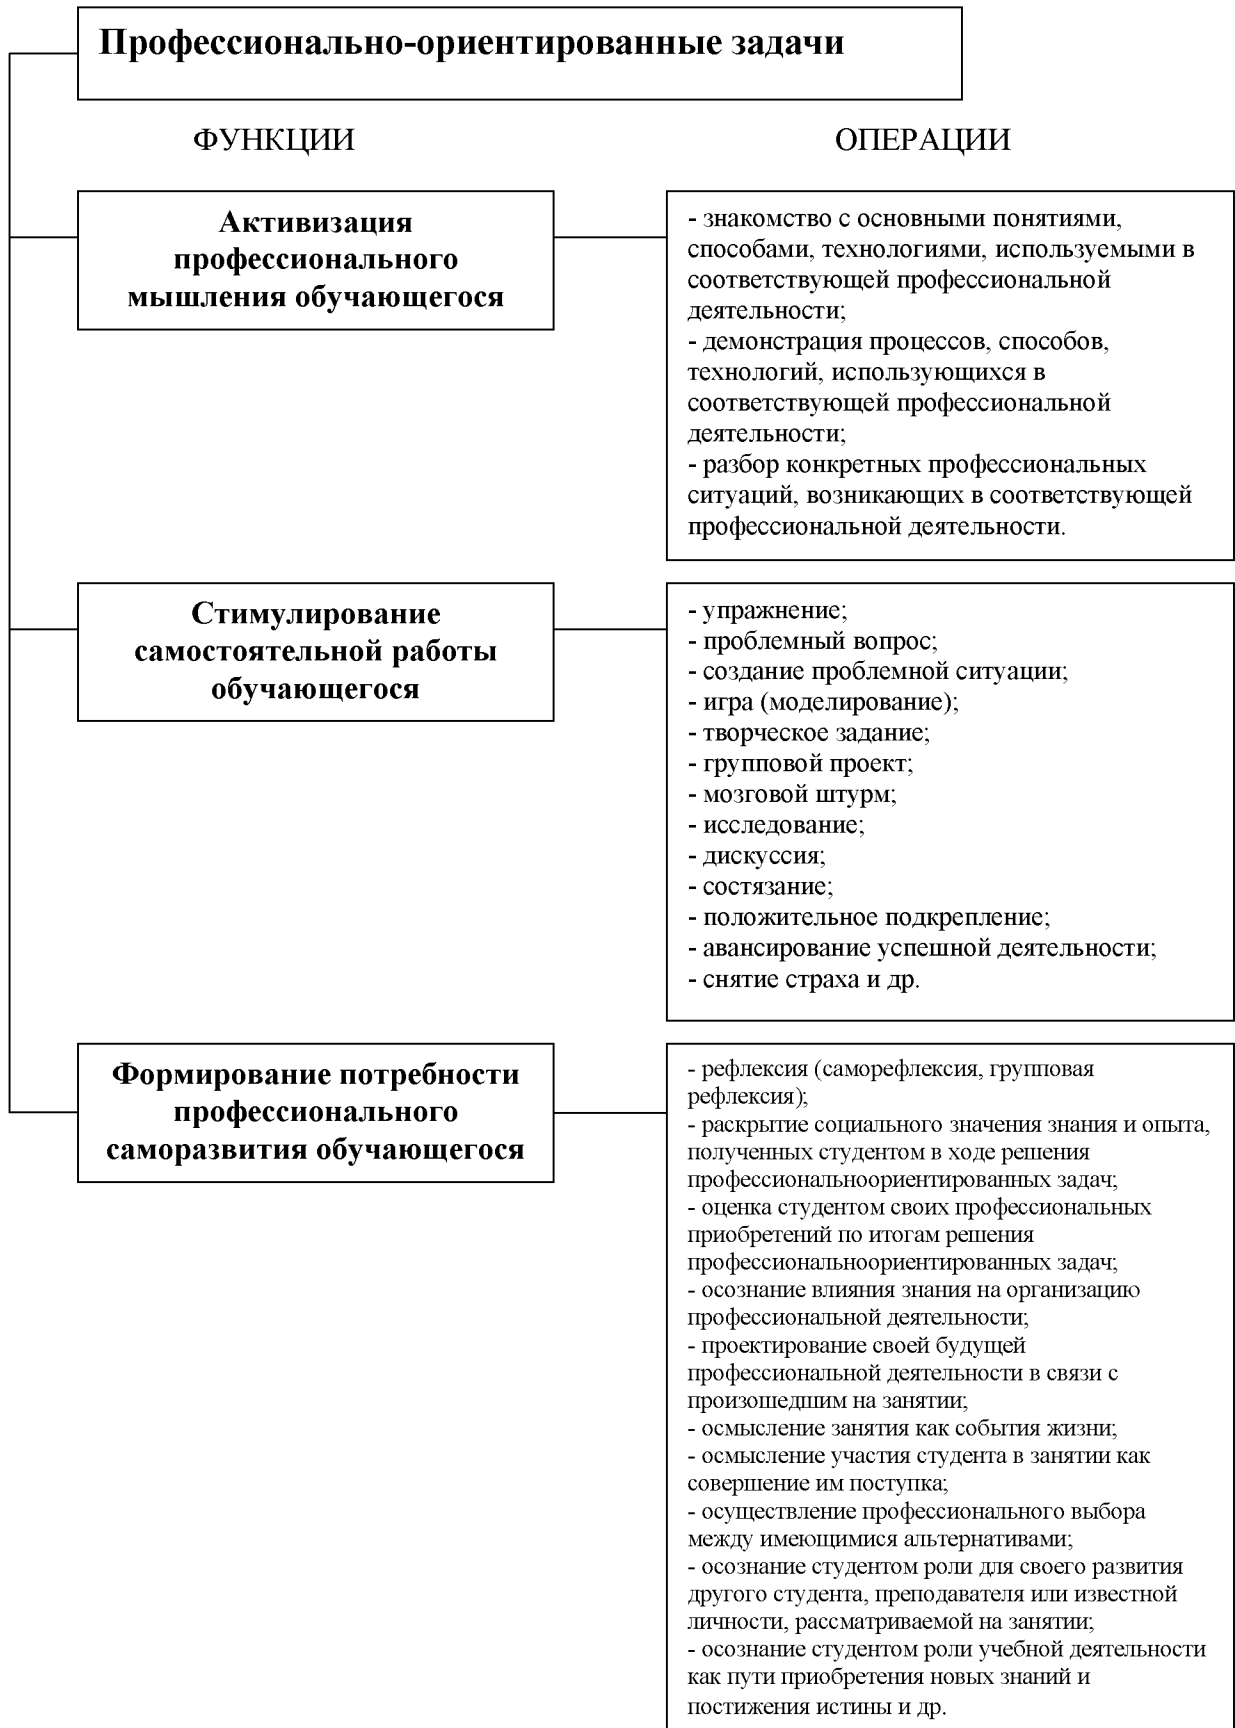 Профессионально-ориентированные задачи
ФУНКЦИИ
ОПЕРАЦИИ
Активизация
профессионального
мышления обучающегося
- знакомство с основными понятиями,
способами, технологиями, используемыми в
соответствующей профессиональной
деятельности;
- демонстрация процессов, способов,
технологий, использующихся в
соответствующей профессиональной
деятельности;
- разбор конкретных профессиональных
ситуаций, возникающих в соответствующей
профессиональной деятельности.
Стимулирование
самостоятельной работы
обучающегося
- упражнение;
- проблемный вопрос;
- создание проблемной ситуации;
- игра (моделирование);
- творческое задание;
- групповой проект;
- мозговой штурм;
- исследование;
- дискуссия;
- состязание;
- положительное подкрепление;
- авансирование успешной деятельности;
- снятие страха и др.
Формирование потребности
профессионального
саморазвития обучающегося
- рефлексия (саморефлексия, групповая
рефлексия);
- раскрытие социального значения знания и опыта,
полученных студентом в ходе решения
профессиональноориентированных задач;
- оценка студентом своих профессиональных
приобретений по итогам решения
профессиональноориентированных задач;
- осознание влияния знания на организацию
профессиональной деятельности;
- проектирование своей будущей
профессиональной деятельности в связи с
произошедшим на занятии;
- осмысление занятия как события жизни;
- осмысление участия студента в занятии как
совершение им поступка;
- осуществление профессионального выбора
между имеющимися альтернативами;
- осознание студентом роли для своего развития
другого студента, преподавателя или известной
личности, рассматриваемой на занятии;
- осознание студентом роли учебной деятельности
как пути приобретения новых знаний и
постижения истины и др.